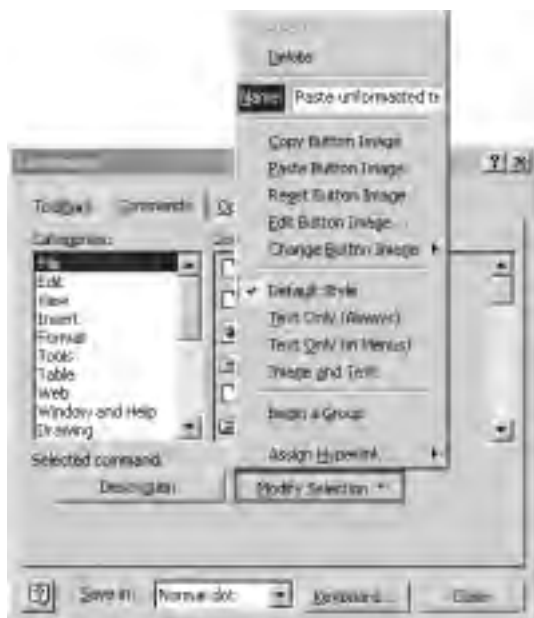 Delete
Name: Paste unformatted te
Copy Button Image
Paste Button Image
Reset Button Image
Edit Button Image...
Change Button Image
Default Style
Text Only (Always)
Text Only (in Menus)
Image and Text
Begin a Group
Assign Hyperlink
Toolbars Commands
Categories:
File
Edit
View
Insert
Format
Tools
Table
Web
Window and Help
Drawing
Selected command:
Description
Modify Selection
Save in: Normal.dot
Keyboard...
Close